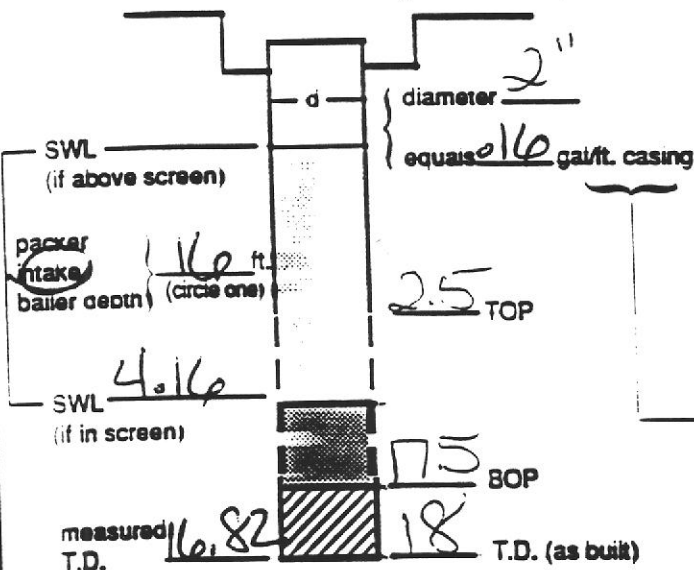 d
diameter 2"
equals .16 gal/ft. casing
SWL
(if above screen)
packer
intake
bailer depth
16 ft.
(circle one)
2.5 TOP
SWL 4.16
(if in screen)
17.5 BOP
measured T.D. 16.82
18 T.D. (as built)